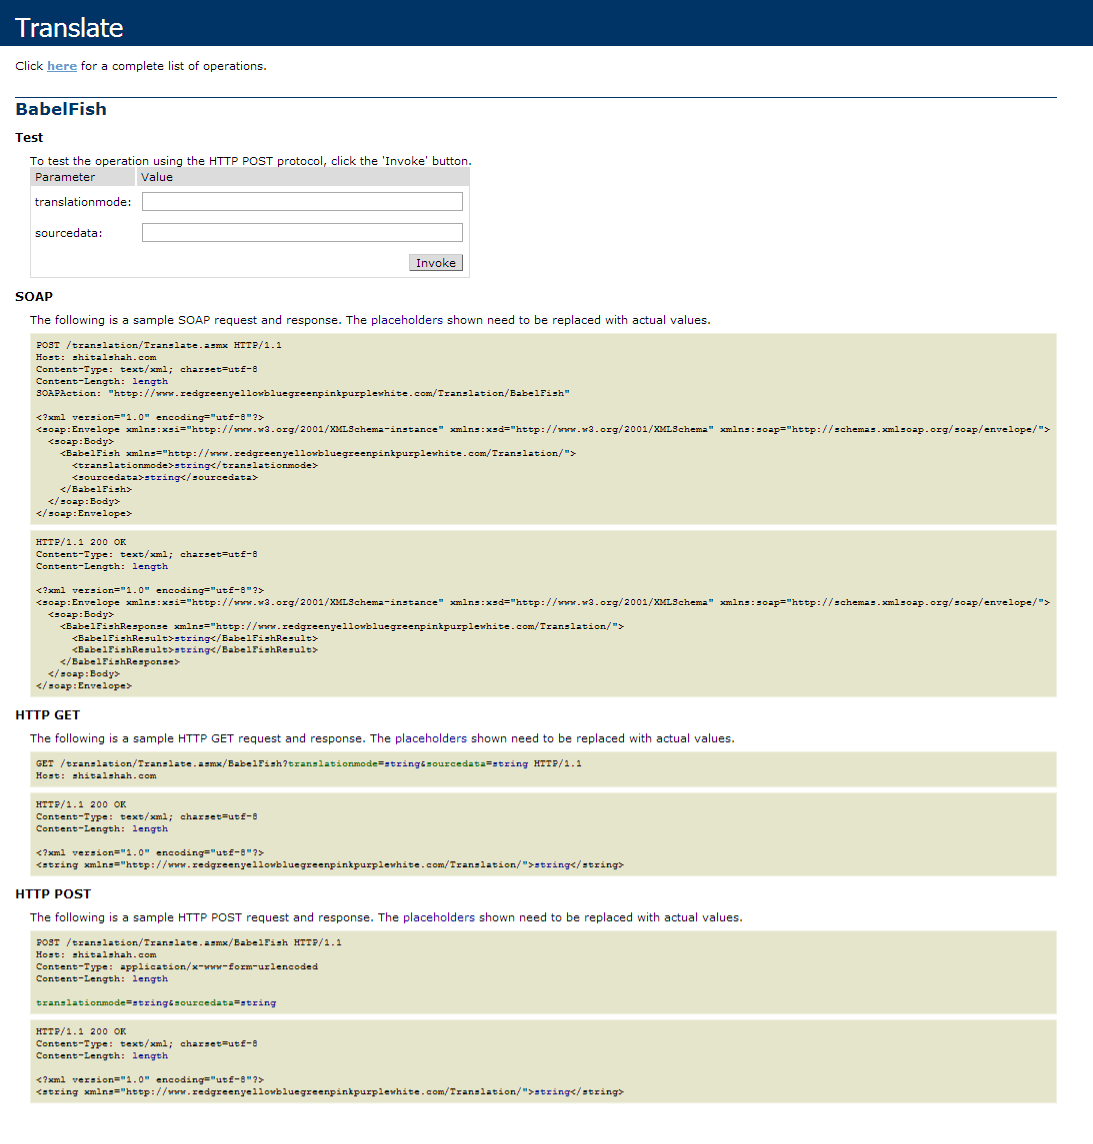 Translate
Click here for a complete list of operations.
BabelFish
Test
To test the operation using the HTTP POST protocol, click the 'Invoke' button.
Parameter Value
translationmode:
sourcedata:
Invoke
SOAP
The following is a sample SOAP request and response. The placeholders shown need to be replaced with actual values.
POST /translation/Translate.asmx HTTP/1.1
Host: shitalshah.com
Content-Type: text/xml; charset=utf-8
Content-Length: length
SOAPAction: "http://www.redgreenyellowbluegreenpinkpurplewhite.com/Translation/BabelFish"
<?xml version="1.0" encoding="utf-8"?>
<soap:Envelope xmlns:xsi="http://www.w3.org/2001/XMLSchema-instance" xmlns:xsd="http://www.w3.org/2001/XMLSchema" xmlns:soap="http://schemas.xmlsoap.org/soap/envelope/">
<soap:Body>
<BabelFish xmlns="http://www.redgreenyellowbluegreenpinkpurplewhite.com/Translation/">
<translationmode>string</translationmode>
<sourcedata>string</sourcedata>
</BabelFish>
</soap:Body>
</soap:Envelope>
HTTP/1.1 200 OK
Content-Type: text/xml; charset=utf-8
Content-Length: length
<?xml version="1.0" encoding="utf-8"?>
<soap:Envelope xmlns:xsi="http://www.w3.org/2001/XMLSchema-instance" xmlns:xsd="http://www.w3.org/2001/XMLSchema" xmlns:soap="http://schemas.xmlsoap.org/soap/envelope/">
<soap:Body>
<BabelFishResponse xmlns="http://www.redgreenyellowbluegreenpinkpurplewhite.com/Translation/">
<BabelFishResult>string</BabelFishResult>
<BabelFishResult>string</BabelFishResult>
</BabelFishResponse>
</soap:Body>
</soap:Envelope>
HTTP GET
The following is a sample HTTP GET request and response. The placeholders shown need to be replaced with actual values.
GET /translation/Translate.asmx/BabelFish?translationmode=string&sourcedata=string HTTP/1.1
Host: shitalshah.com
HTTP/1.1 200 OK
Content-Type: text/xml; charset=utf-8
Content-Length: length
<?xml version="1.0" encoding="utf-8"?>
<string xmlns="http://www.redgreenyellowbluegreenpinkpurplewhite.com/Translation/">string</string>
HTTP POST
The following is a sample HTTP POST request and response. The placeholders shown need to be replaced with actual values.
POST /translation/Translate.asmx/BabelFish HTTP/1.1
Host: shitalshah.com
Content-Type: application/x-www-form-urlencoded
Content-Length: length
translationmode=string&sourcedata=string
HTTP/1.1 200 OK
Content-Type: text/xml; charset=utf-8
Content-Length: length
<?xml version="1.0" encoding="utf-8"?>
<string xmlns="http://www.redgreenyellowbluegreenpinkpurplewhite.com/Translation/">string</string>